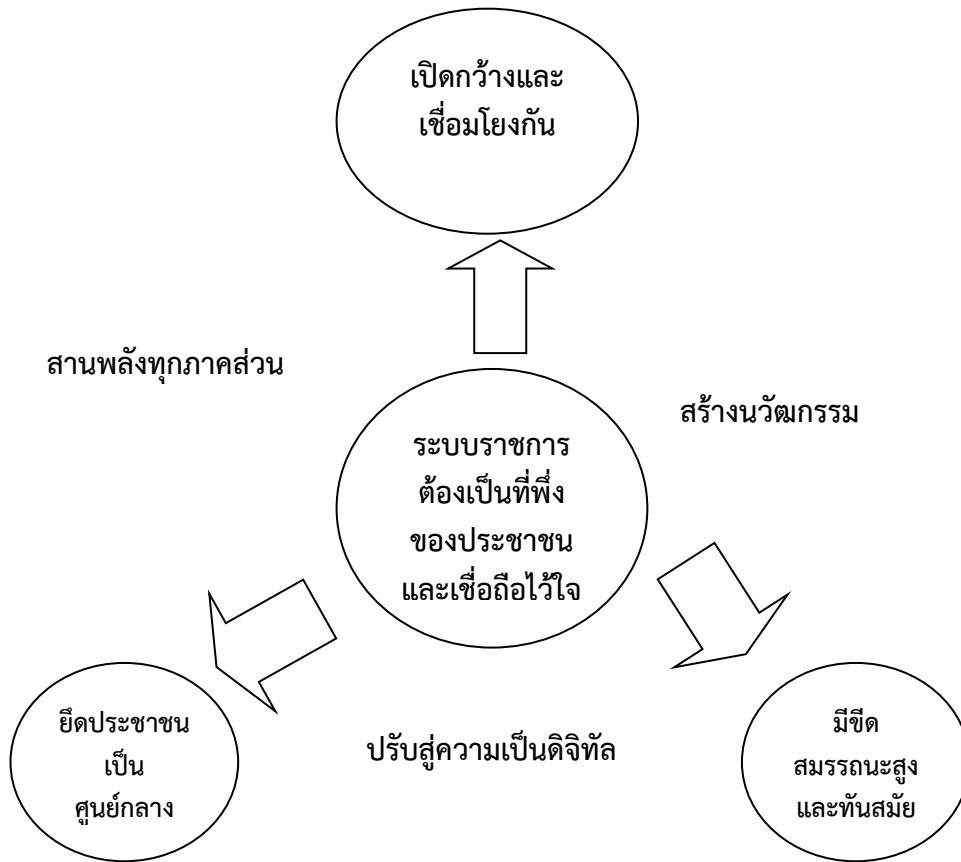 เปิดกว้างและ
เชื่อมโยงกัน
สานพลังทุกภาคส่วน
สร้างนวัฒกรรม
ระบบราชการ
ต้องเป็นที่พึ่ง
ของประชาชน
และเชื่อถือไว้ใจ
ยึดประชาชน
เป็น
ศูนย์กลาง
ปรับสู่ความเป็นดิจิทัล
มีขีด
สมรรถนะสูง
และทันสมัย